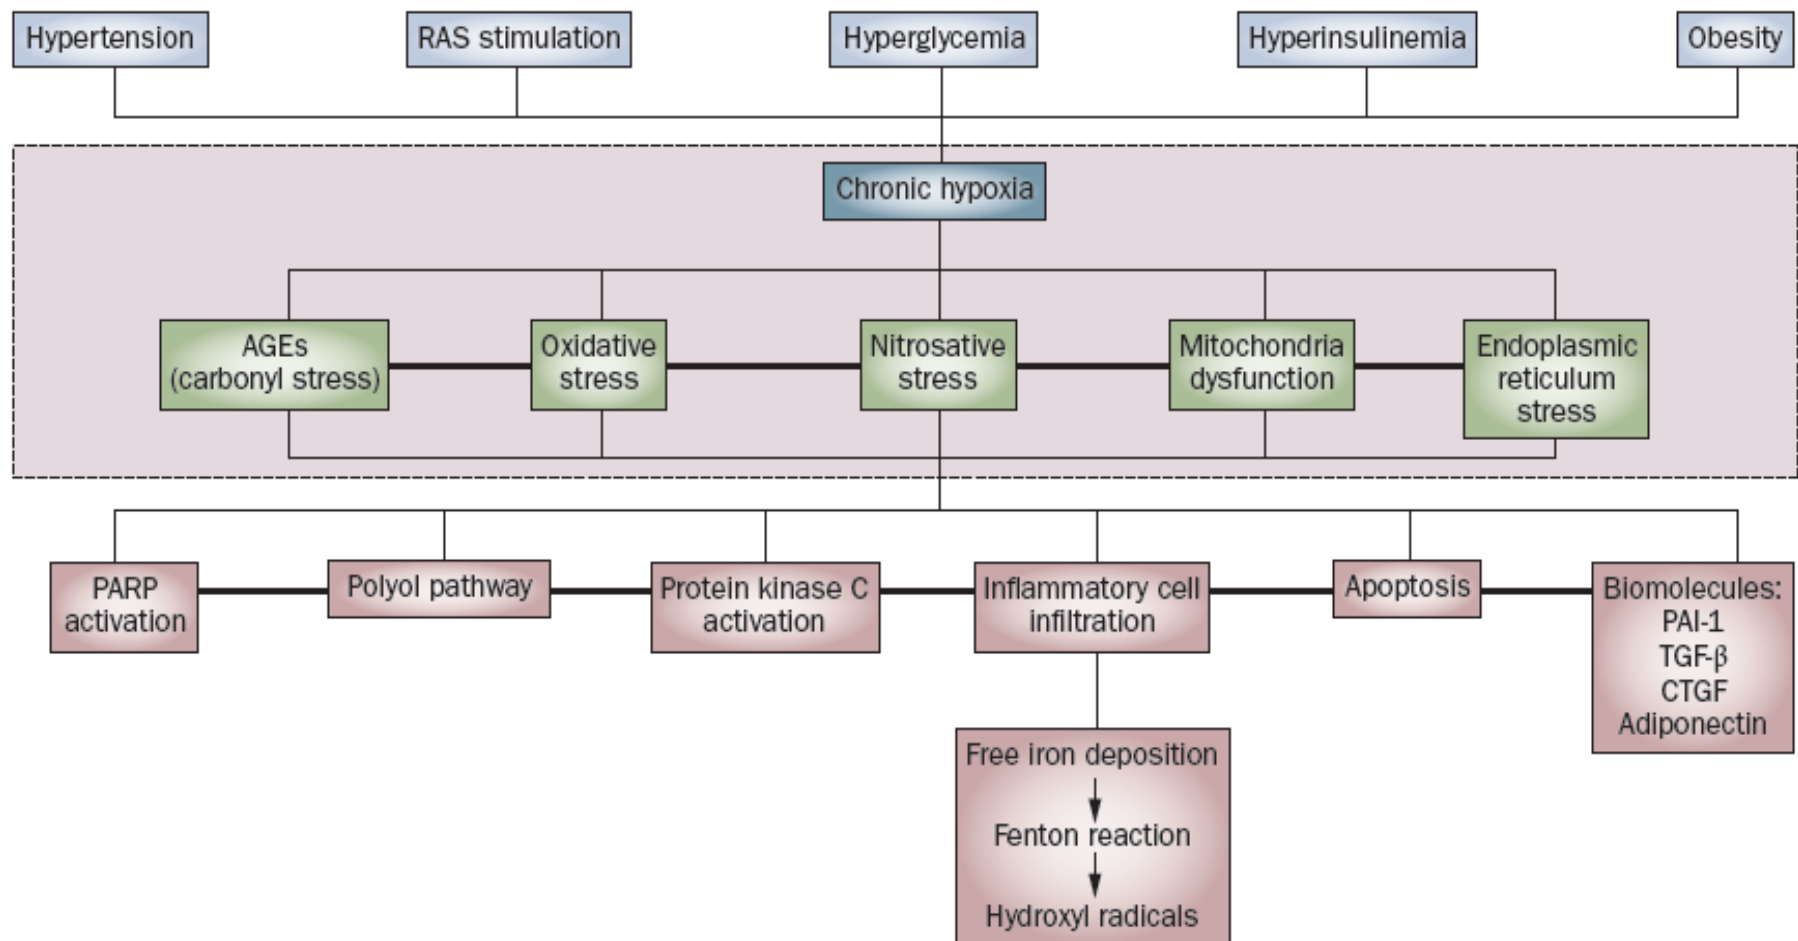 Hypertension
RAS stimulation
Hyperglycemia
Hyperinsulinemia
Obesity
Chronic hypoxia
AGEs
(carbonyl stress)
Oxidative
stress
Nitrosative
stress
Mitochondria
dysfunction
Endoplasmic
reticulum
stress
PARP
activation
Polyol pathway
Protein kinase C
activation
Inflammatory cell
infiltration
Apoptosis
Biomolecules:
PAI-1
TGF-β
CTGF
Adiponectin
Free iron deposition
Fenton reaction
Hydroxyl radicals